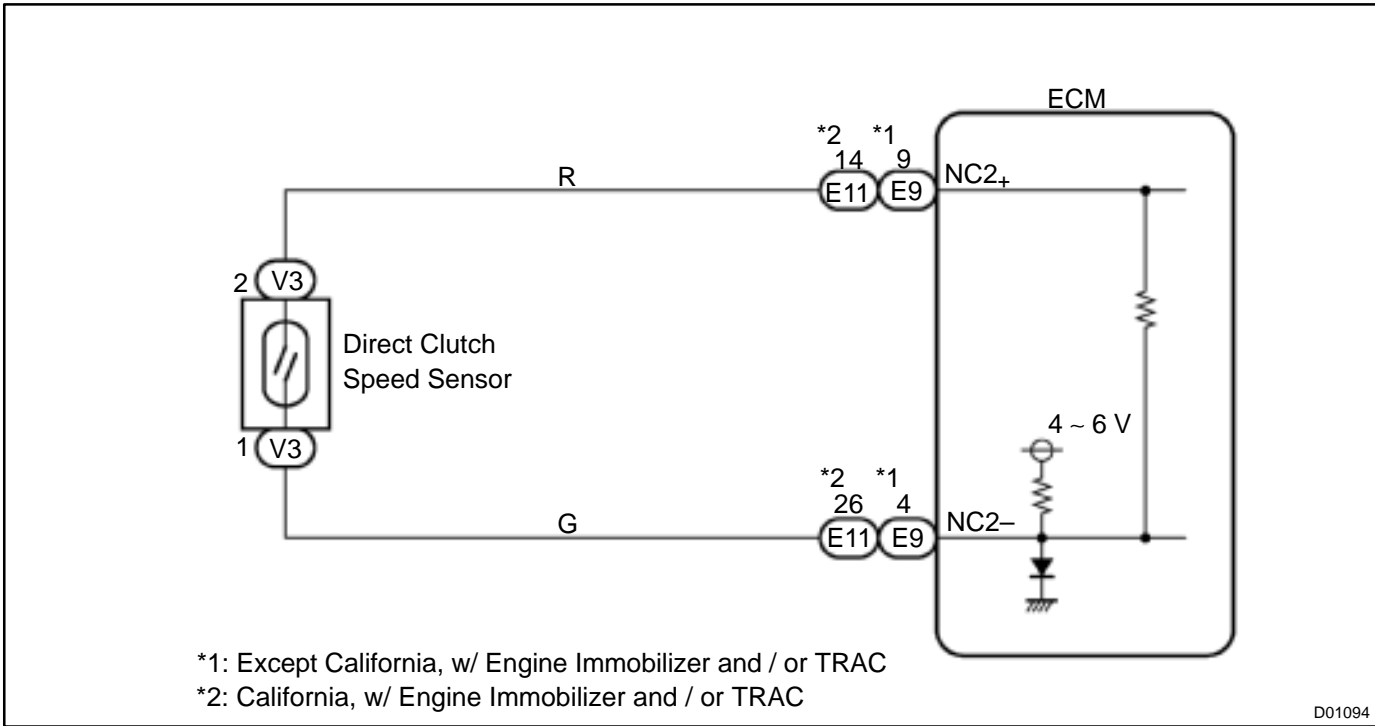 ECM
*2 *1
14 9
R
E11 E9 NC2+
2 V3
Direct Clutch
Speed Sensor
1 V3
4 ~ 6 V
*2 *1
26 4
G
E11 E9 NC2–
*1: Except California, w/ Engine Immobilizer and / or TRAC
*2: California, w/ Engine Immobilizer and / or TRAC
D01094